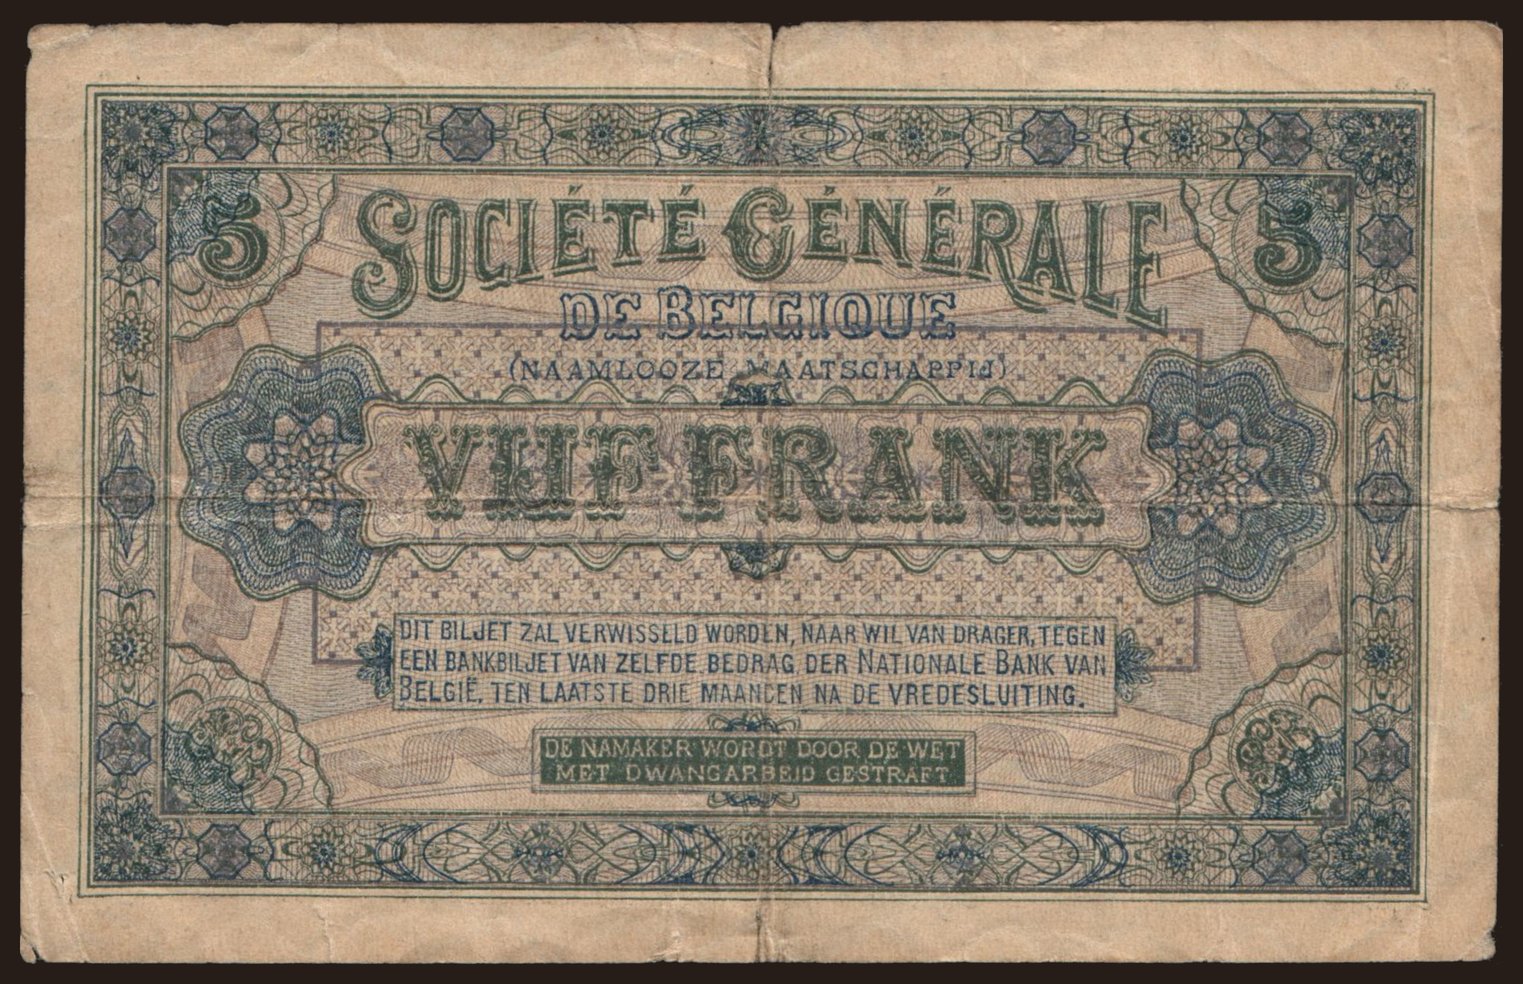 5 SOCIÉTÉ GÉNÉRALE 5
DE BELGIQUE
(NAAMLOOZE MAATSCHAPPIJ)
VIJF FRANK
DIT BILJET ZAL VERWISSELD WORDEN, NAAR WIL VAN DRAGER, TEGEN
EEN BANKBILJET VAN ZELFDE BEDRAG DER NATIONALE BANK VAN
BELGIË, TEN LAATSTE DRIE MAANDEN NA DE VREDESLUITING.
DE NAMAKER WORDT DOOR DE WET
MET DWANGARBEID GESTRAFT